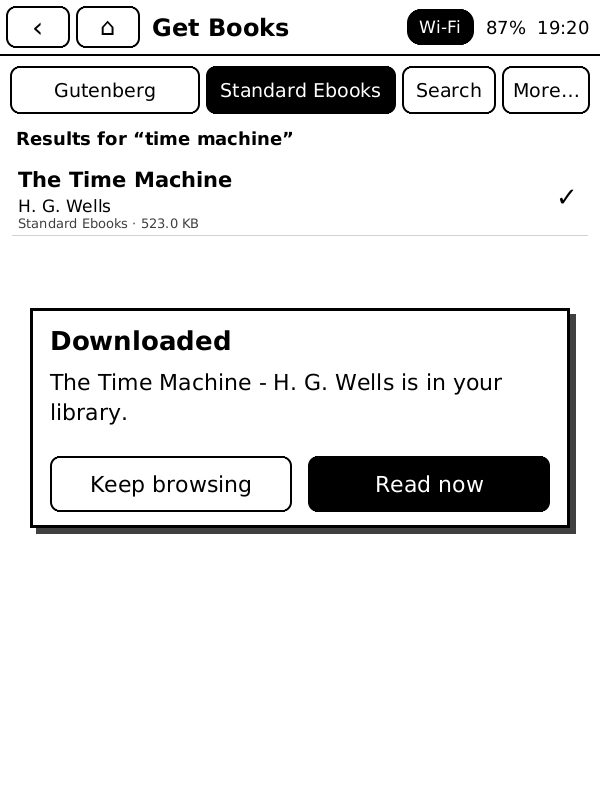 ‹ ⌂ Get Books Wi-Fi 87% 19:20
Gutenberg Standard Ebooks Search More...
Results for “time machine”
The Time Machine
H. G. Wells
Standard Ebooks · 523.0 KB
✓
Downloaded
The Time Machine - H. G. Wells is in your
library.
Keep browsing Read now